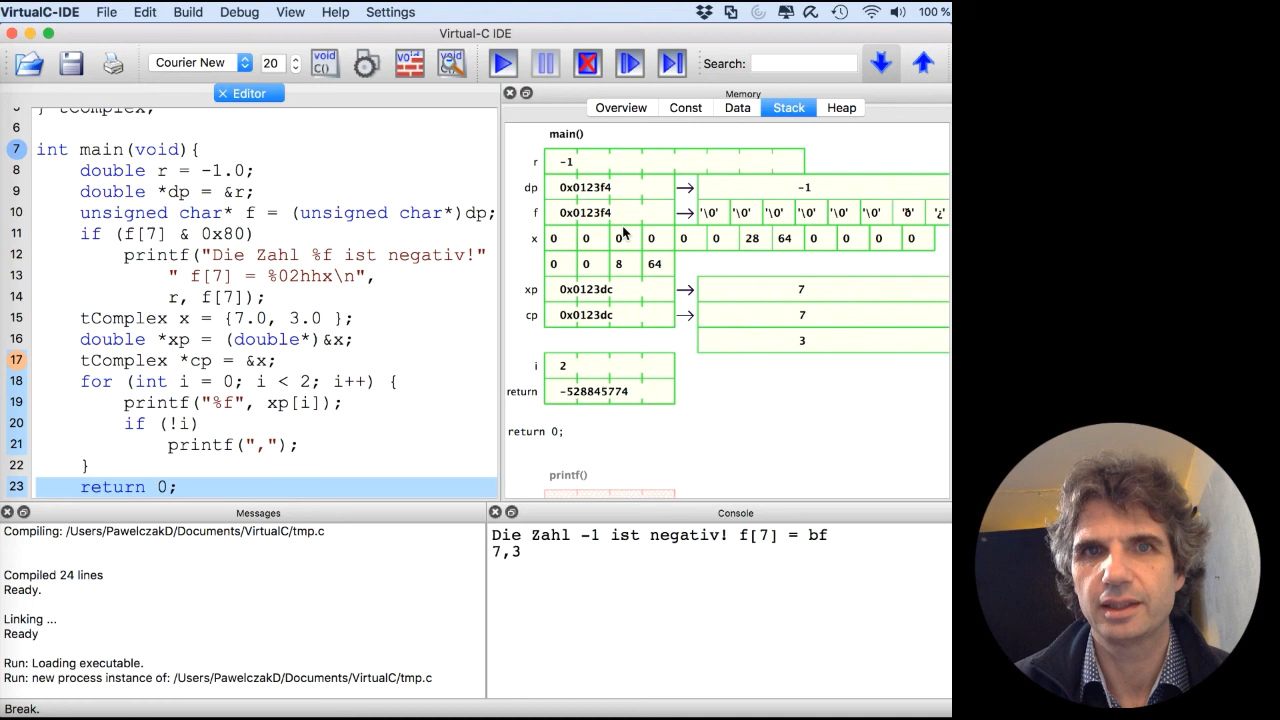 VirtualC-IDE File Edit Build Debug View Help Settings 100 %
Virtual-C IDE
Courier New 20 void C() Search:
Editor
Memory
Overview Const Data Stack Heap
} tComplex;
6
7 int main(void){
8 double r = -1.0;
9 double *dp = &r;
10 unsigned char* f = (unsigned char*)dp;
11 if (f[7] & 0x80)
12 printf("Die Zahl %f ist negativ!"
13 " f[7] = %02hhx\n",
14 r, f[7]);
15 tComplex x = {7.0, 3.0 };
16 double *xp = (double*)&x;
17 tComplex *cp = &x;
18 for (int i = 0; i < 2; i++) {
19 printf("%f", xp[i]);
20 if (!i)
21 printf(",");
22 }
23 return 0;
main()
r -1
dp 0x0123f4 → -1
f 0x0123f4 → '\0' '\0' '\0' '\0' '\0' '\0' 'ð' '¿'
x 0 0 0 0 0 0 28 64 0 0 0 0
0 0 8 64
xp 0x0123dc → 7
cp 0x0123dc → 7
3
i 2
return -528845774
return 0;
printf()
Messages
Compiling: /Users/PawelczakD/Documents/VirtualC/tmp.c
Compiled 24 lines
Ready.
Linking ...
Ready
Run: Loading executable.
Run: new process instance of: /Users/PawelczakD/Documents/VirtualC/tmp.c
Console
Die Zahl -1 ist negativ! f[7] = bf
7,3
Break.